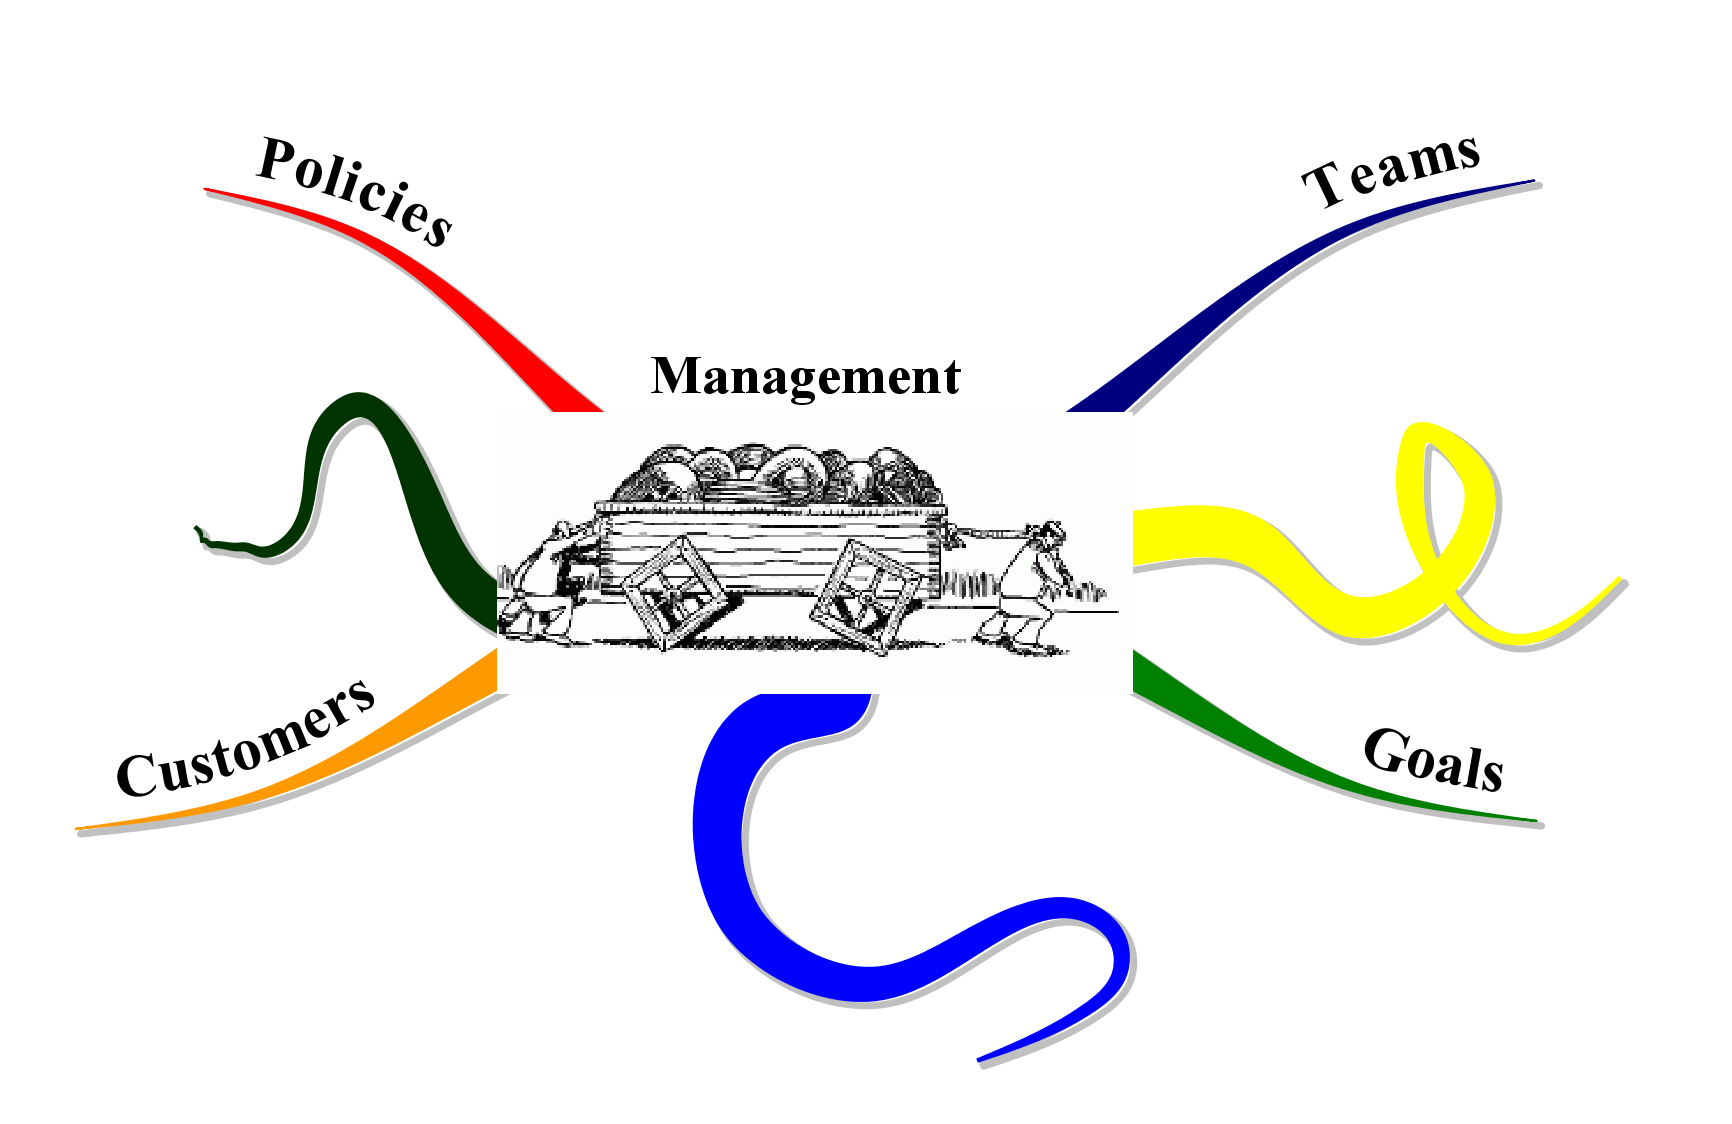 Policies
Teams
Management
Customers
Goals